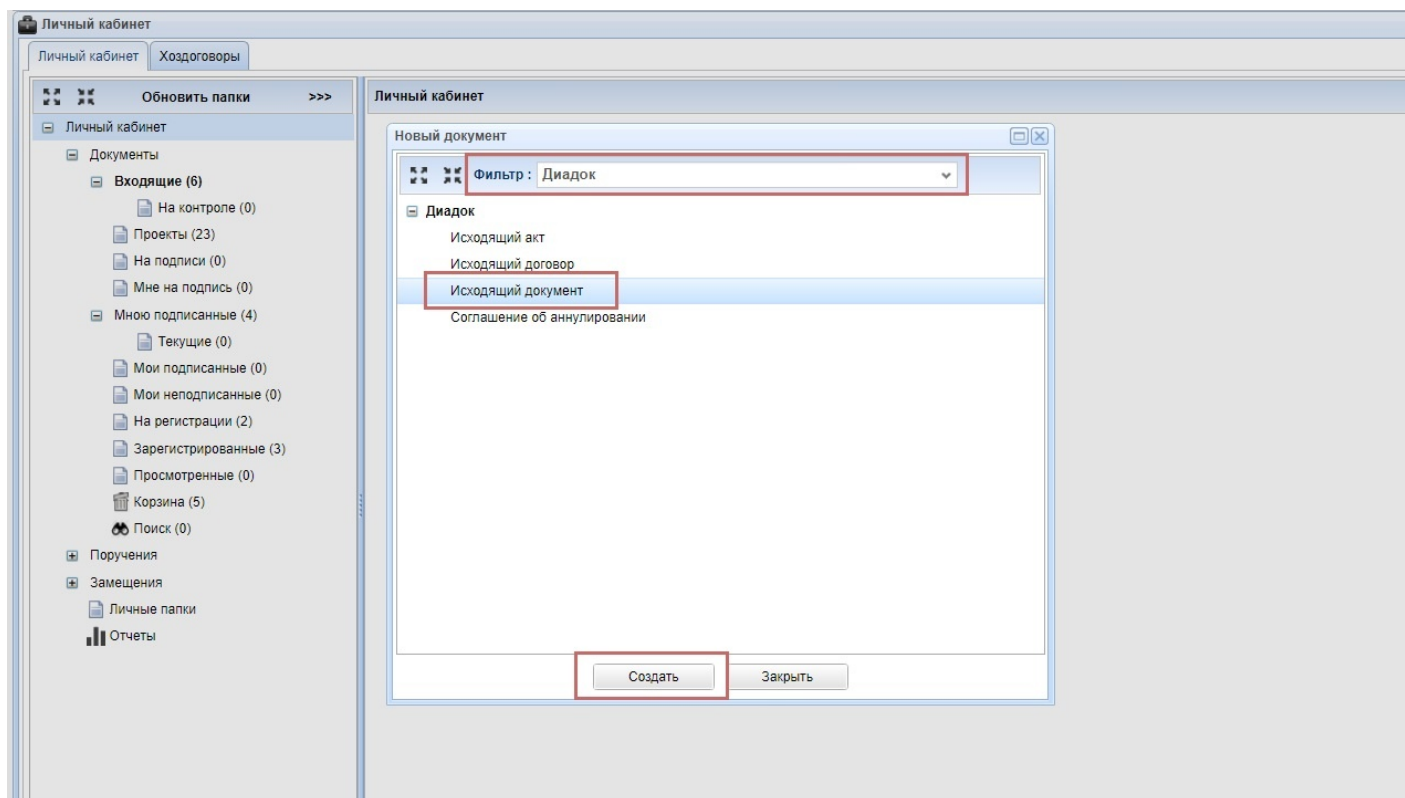 Личный кабинет
Личный кабинет Хоздоговоры
Обновить папки >>>
Личный кабинет
Документы
Входящие (6)
На контроле (0)
Проекты (23)
На подписи (0)
Мне на подпись (0)
Мною подписанные (4)
Текущие (0)
Мои подписанные (0)
Мои неподписанные (0)
На регистрации (2)
Зарегистрированные (3)
Просмотренные (0)
Корзина (5)
Поиск (0)
Поручения
Замещения
Личные папки
Отчеты
Личный кабинет
Новый документ
Фильтр : Диадок
Диадок
Исходящий акт
Исходящий договор
Исходящий документ
Соглашение об аннулировании
Создать Закрыть